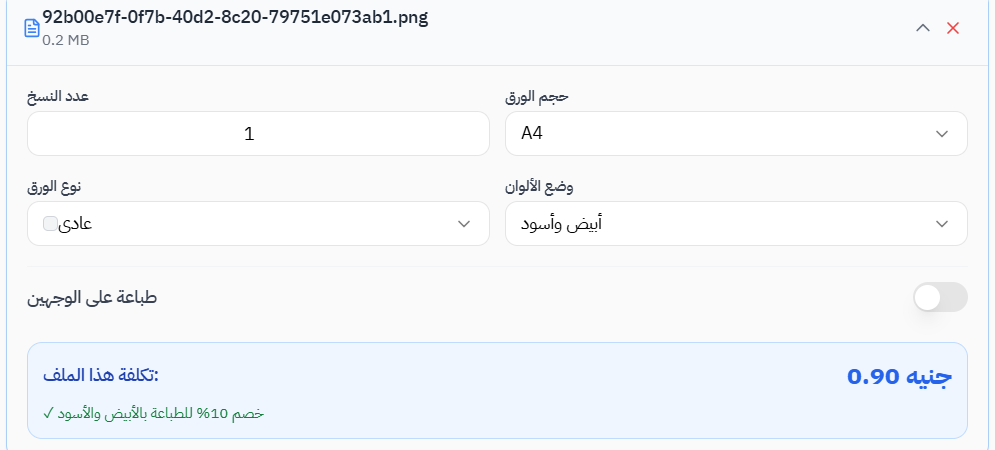 92b00e7f-0f7b-40d2-8c20-79751e073ab1.png
0.2 MB
حجم الورق
A4
عدد النسخ
1
وضع الألوان
أبيض وأسود
نوع الورق
عادى
طباعة على الوجهين
تكلفة هذا الملف:
0.90 جنيه
✓ خصم 10% للطباعة بالأبيض والأسود